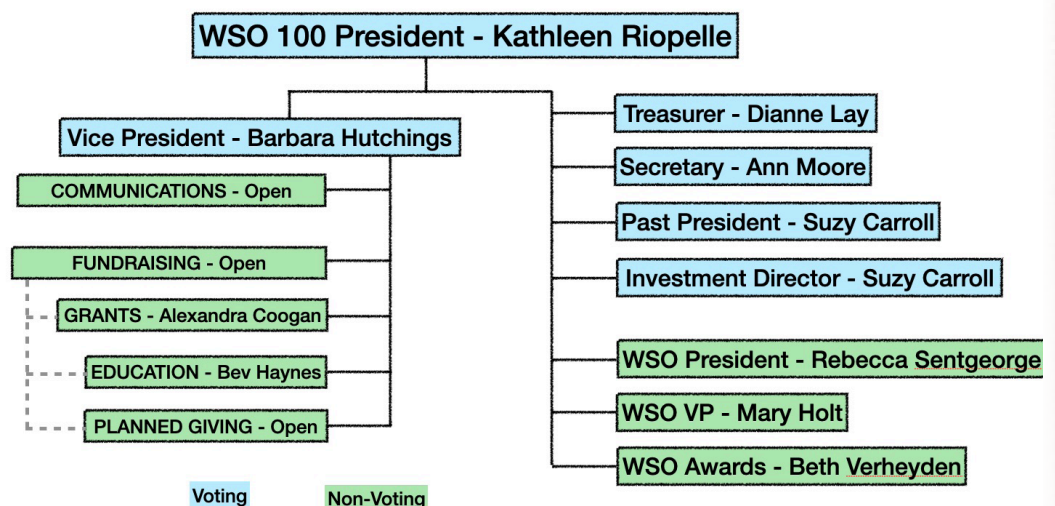 WSO 100 President - Kathleen Riopelle
Vice President - Barbara Hutchings
COMMUNICATIONS - Open
FUNDRAISING - Open
GRANTS - Alexandra Coogan
EDUCATION - Bev Haynes
PLANNED GIVING - Open
Treasurer - Dianne Lay
Secretary - Ann Moore
Past President - Suzy Carroll
Investment Director - Suzy Carroll
WSO President - Rebecca Sentgeorge
WSO VP - Mary Holt
WSO Awards - Beth Verheyden
Voting
Non-Voting